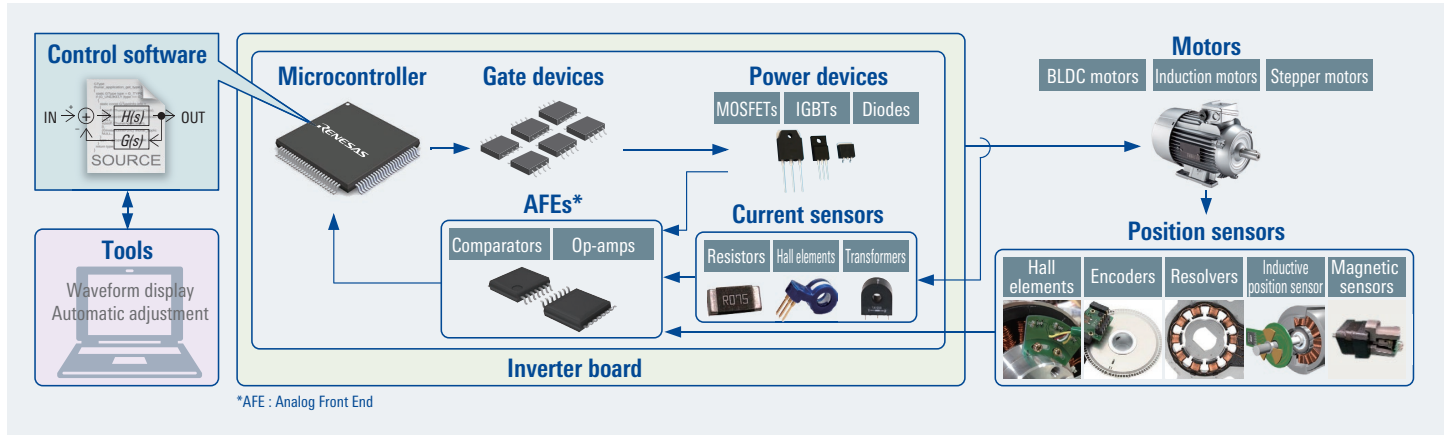 Control software
IN
+
−
H(s)
G(s)
OUT
SOURCE
Tools
Waveform display
Automatic adjustment
Microcontroller
RENESAS
Gate devices
Power devices
MOSFETs
IGBTs
Diodes
AFEs*
Comparators
Op-amps
Current sensors
Resistors
Hall elements
Transformers
R075
Inverter board
*AFE : Analog Front End
Motors
BLDC motors
Induction motors
Stepper motors
Position sensors
Hall
elements
Encoders
Resolvers
Inductive
position sensor
Magnetic
sensors